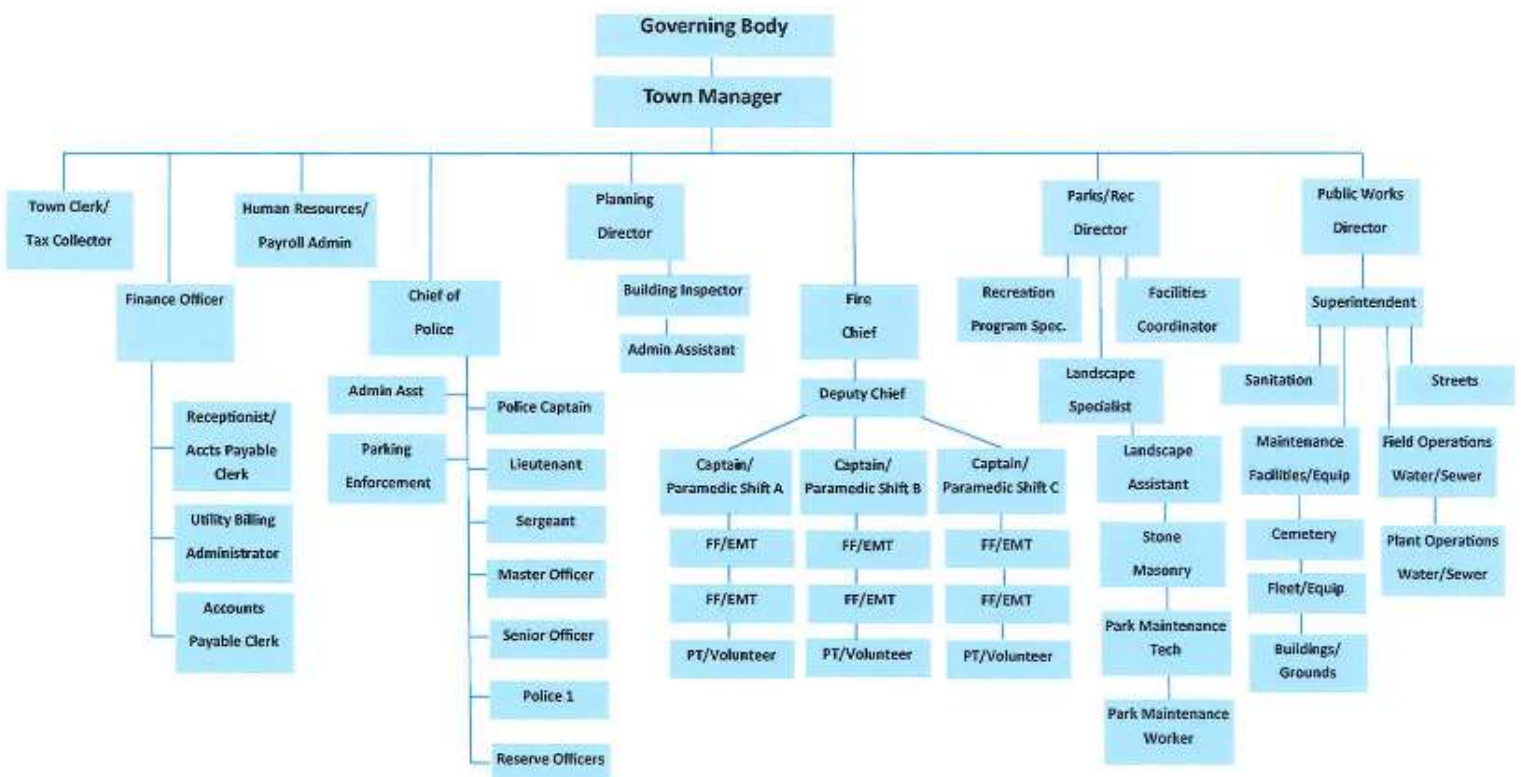 Governing Body
Town Manager
Town Clerk/
Tax Collector
Human Resources/
Payroll Admin
Planning
Director
Parks/Rec
Director
Public Works
Director
Finance Officer
Chief of
Police
Building Inspector
Admin Assistant
Fire
Chief
Recreation
Program Spec.
Facilities
Coordinator
Superintendent
Receptionist/
Accts Payable
Clerk
Utility Billing
Administrator
Accounts
Payable Clerk
Admin Asst
Parking
Enforcement
Police Captain
Lieutenant
Sergeant
Master Officer
Senior Officer
Police 1
Reserve Officers
Deputy Chief
Captain/
Paramedic Shift A
FF/EMT
FF/EMT
PT/Volunteer
Captain/
Paramedic Shift B
FF/EMT
FF/EMT
PT/Volunteer
Captain/
Paramedic Shift C
FF/EMT
FF/EMT
PT/Volunteer
Landscape
Specialist
Landscape
Assistant
Stone
Masonry
Park Maintenance
Tech
Park Maintenance
Worker
Sanitation
Streets
Maintenance
Facilities/Equip
Cemetery
Fleet/Equip
Buildings/
Grounds
Field Operations
Water/Sewer
Plant Operations
Water/Sewer